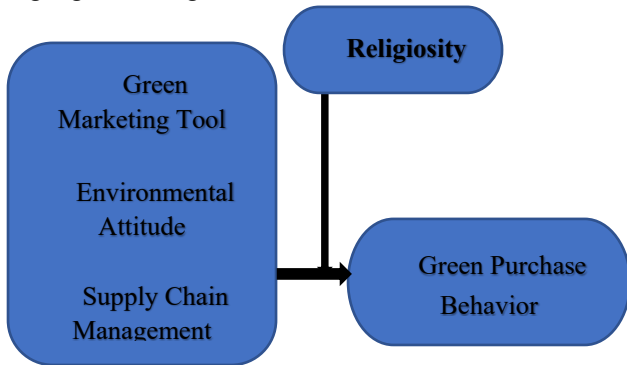 Religiosity
Green
Marketing Tool
Environmental
Attitude
Supply Chain
Management
Green Purchase
Behavior